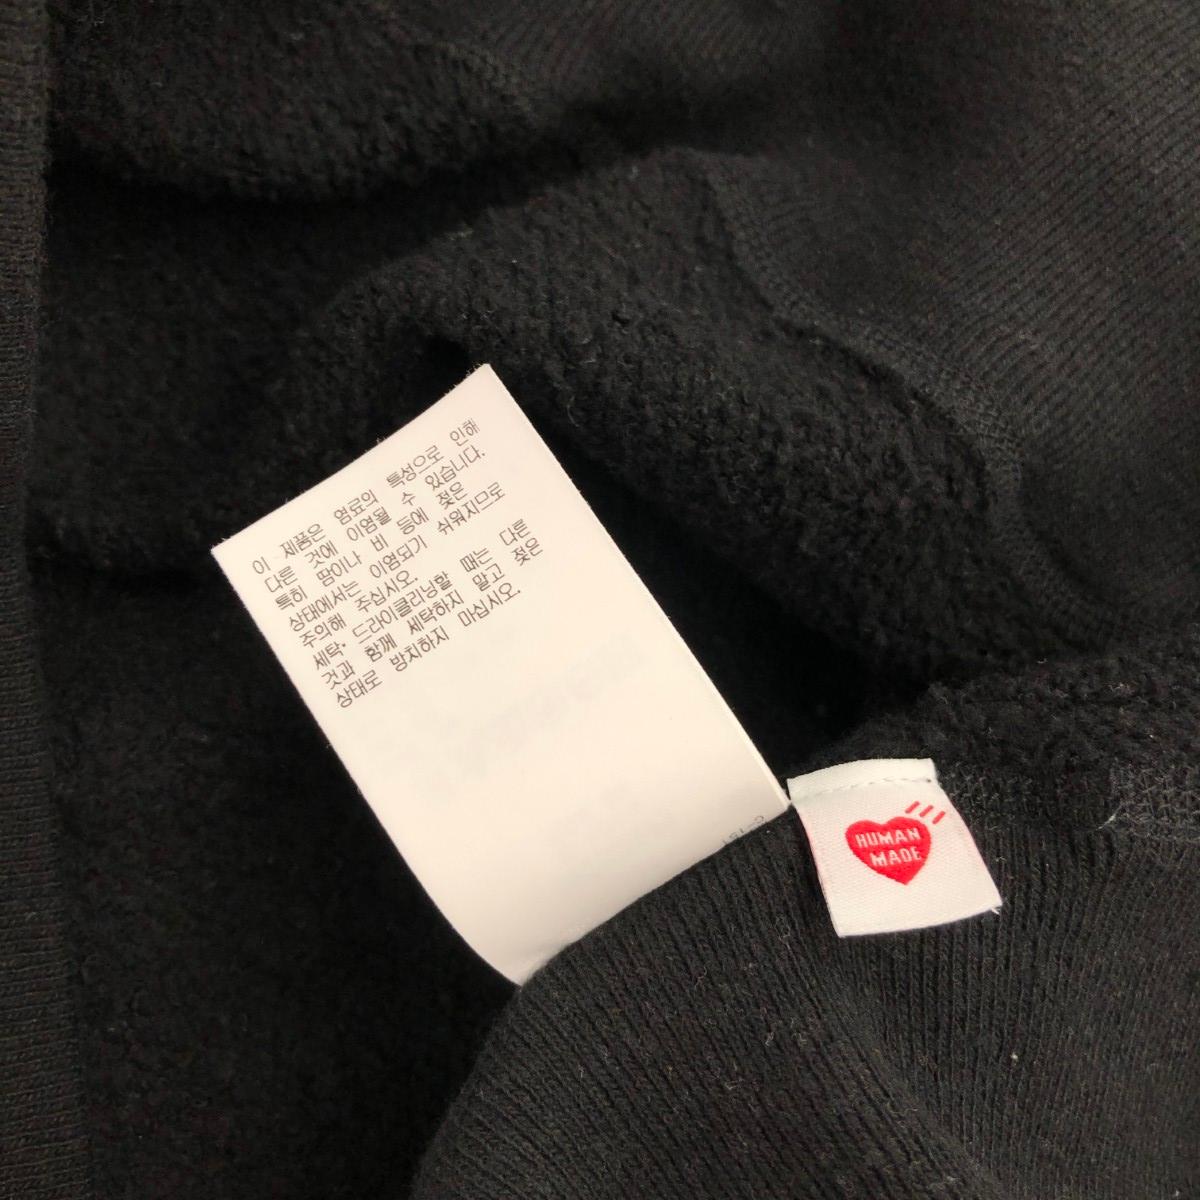 이 제품은 염료의 특성으로 인해
다른 것에 이염될 수 있습니다.
특히 땀이나 비 등에 젖은
상태에서는 이염되기 쉬워지므로
주의해 주십시오.
세탁· 드라이클리닝할 때는 다른
것과 함께 세탁하지 말고 젖은
상태로 방치하지 마십시오.
HUMAN
MADE